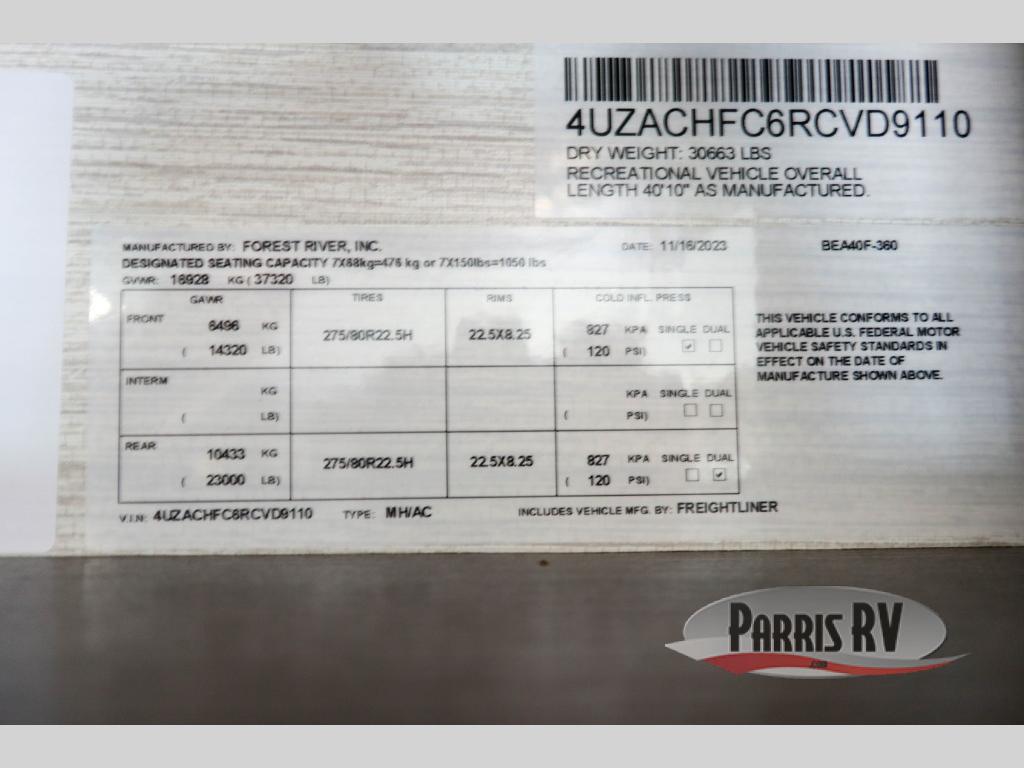 4UZACHFC6RCVD9110
DRY WEIGHT: 30663 LBS
RECREATIONAL VEHICLE OVERALL
LENGTH 40'10" AS MANUFACTURED.
MANUFACTURED BY: FOREST RIVER, INC. DATE: 11/16/2023 BEA40F-360
DESIGNATED SEATING CAPACITY 7X68kg=476 kg or 7X150lbs=1050 lbs
GVWR: 16928 KG ( 37320 LB)
GAWR TIRES RIMS COLD INFL. PRESS
FRONT 6496 KG 275/80R22.5H 22.5X8.25 827 KPA SINGLE DUAL
( 14320 LB) ( 120 PSI)
INTERM KG KPA SINGLE DUAL
( LB) ( PSI)
REAR 10433 KG 275/80R22.5H 22.5X8.25 827 KPA SINGLE DUAL
( 23000 LB) ( 120 PSI)
V.I.N: 4UZACHFC6RCVD9110 TYPE: MH/AC INCLUDES VEHICLE MFG. BY: FREIGHTLINER
THIS VEHICLE CONFORMS TO ALL
APPLICABLE U.S. FEDERAL MOTOR
VEHICLE SAFETY STANDARDS IN
EFFECT ON THE DATE OF
MANUFACTURE SHOWN ABOVE.
PARRIS RV
.com